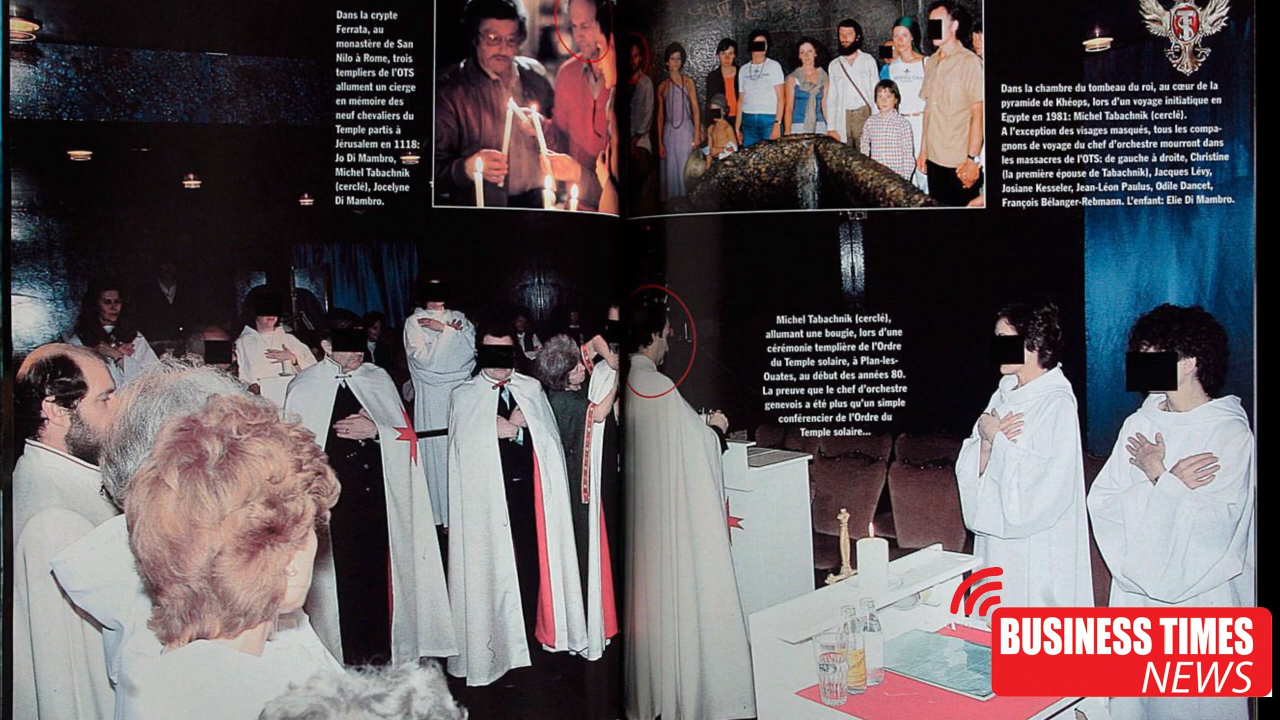 Dans la crypte
Ferrata, au
monastère de San
Nilo à Rome, trois
templiers de l'OTS
allument un cierge
en mémoire des
neuf chevaliers du
Temple partis à
Jérusalem en 1118:
Jo Di Mambro,
Michel Tabachnik
(cerclé), Jocelyne
Di Mambro.
Dans la chambre du tombeau du roi, au cœur de la
pyramide de Khéops, lors d'un voyage initiatique en
Egypte en 1981: Michel Tabachnik (cerclé).
A l'exception des visages masqués, tous les compa-
gnons de voyage du chef d'orchestre mourront dans
les massacres de l'OTS: de gauche à droite, Christine
(la première épouse de Tabachnik), Jacques Lévy,
Josiane Kesseler, Jean-Léon Paulus, Odile Dancet,
François Bélanger-Rebmann. L'enfant: Elie Di Mambro.
Michel Tabachnik (cerclé),
allumant une bougie, lors d'une
cérémonie templière de l'Ordre
du Temple solaire, à Plan-les-
Ouates, au début des années 80.
La preuve que le chef d'orchestre
genevois a été plus qu'un simple
conférencier de l'Ordre du
Temple solaire...
BUSINESS TIMES
NEWS